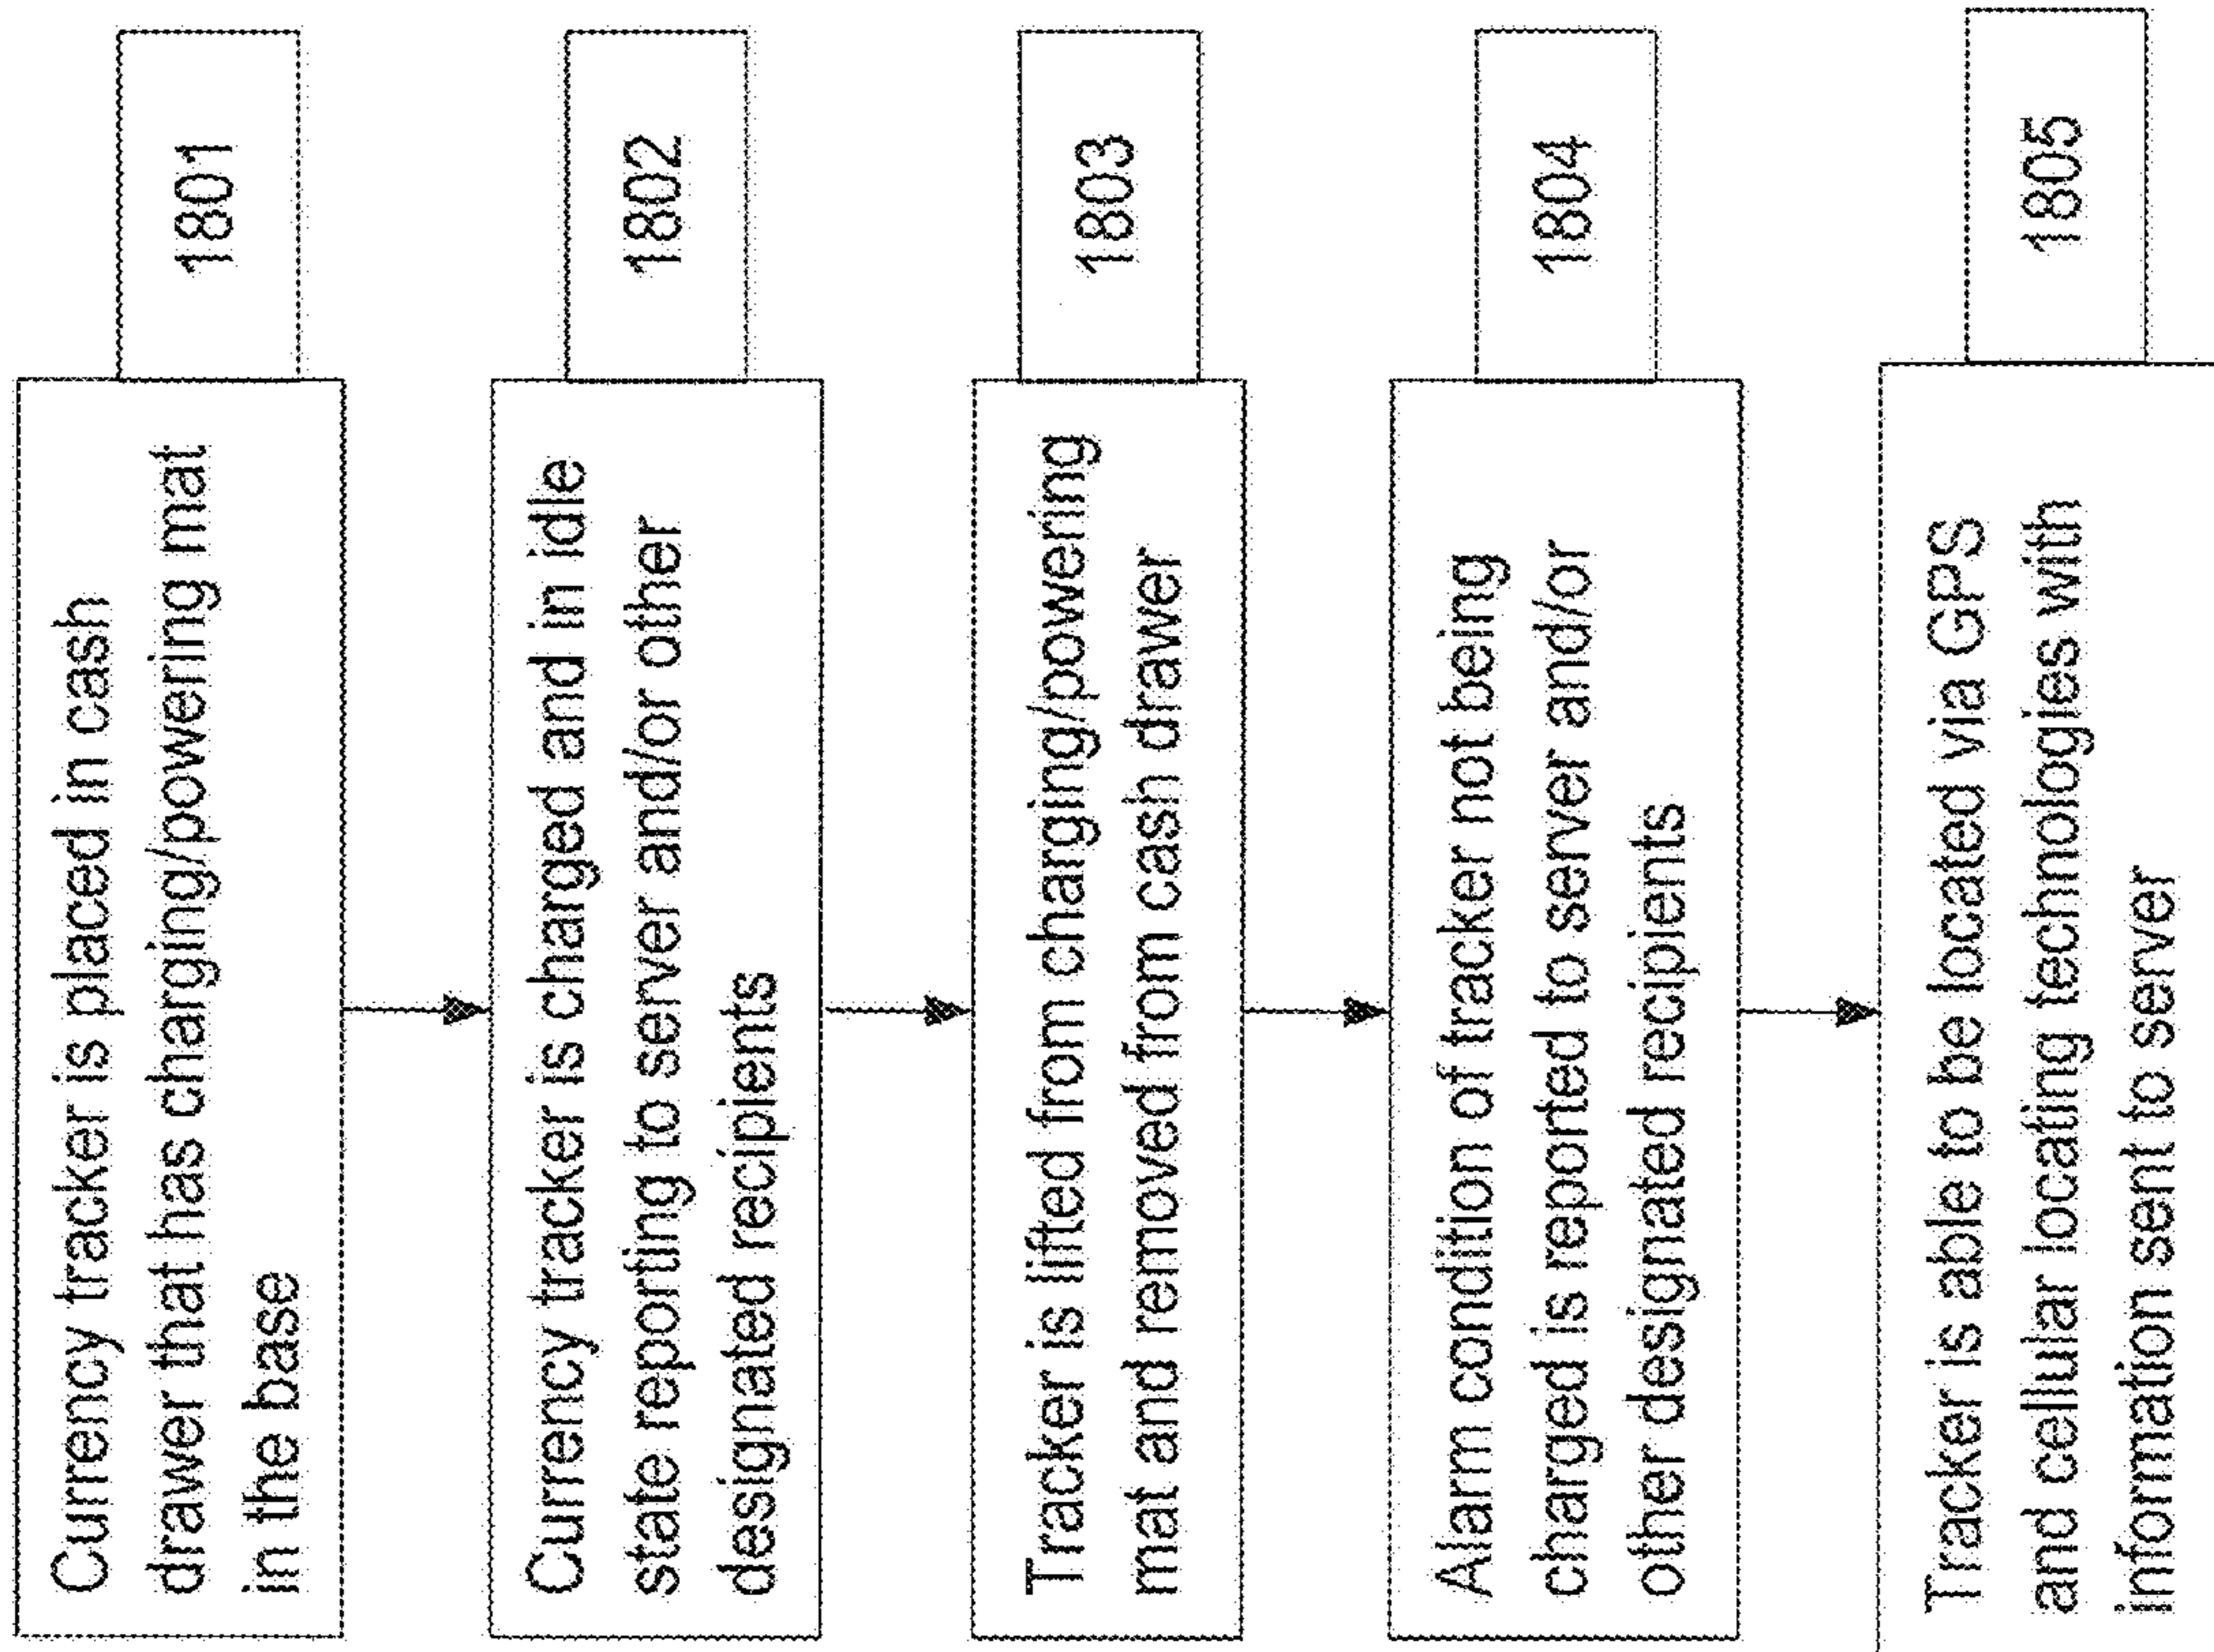 Currency tracker is placed in cash
drawer that has charging/powering mat
in the base
1801
Currency tracker is charged and in idle
state reporting to server and/or other
designated recipients
1802
Tracker is lifted from charging/powering
mat and removed from cash drawer
1803
Alarm condition of tracker not being
charged is reported to server and/or
other designated recipients
1804
Tracker is able to be located via GPS
and cellular locating technologies with
information sent to server
1805